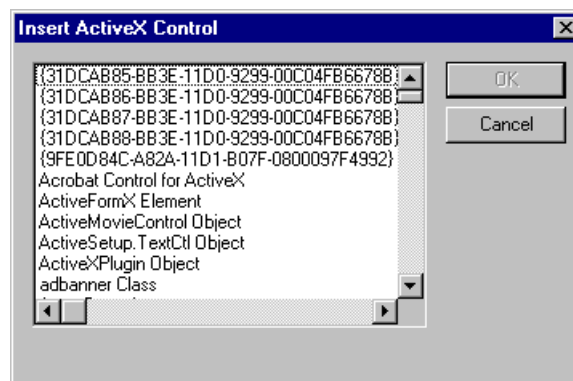 Insert ActiveX Control
{31DCAB85-BB3E-11D0-9299-00C04FB6678B}
{31DCAB86-BB3E-11D0-9299-00C04FB6678B}
{31DCAB87-BB3E-11D0-9299-00C04FB6678B}
{31DCAB88-BB3E-11D0-9299-00C04FB6678B}
{9FE0D84C-A82A-11D1-B07F-0800097F4992}
Acrobat Control for ActiveX
ActiveFormX Element
ActiveMovieControl Object
ActiveSetup.TextCtl Object
ActiveXPlugin Object
adbanner Class
OK
Cancel